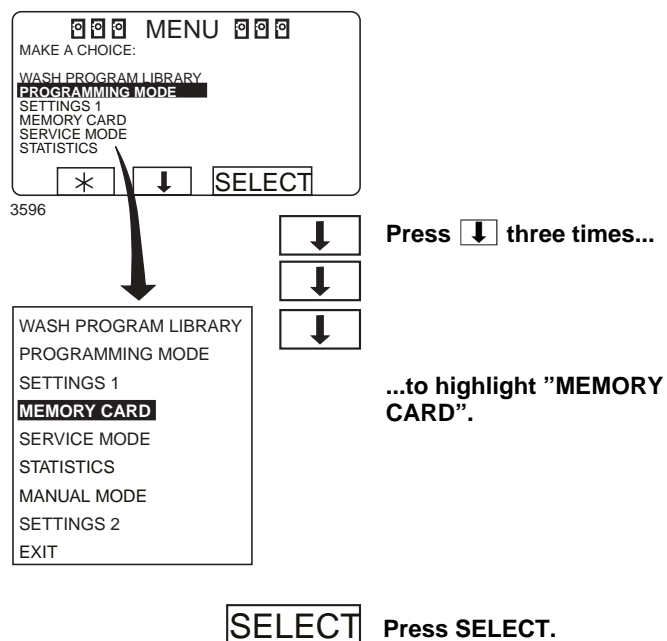 MENU
MAKE A CHOICE:
WASH PROGRAM LIBRARY
PROGRAMMING MODE
SETTINGS 1
MEMORY CARD
SERVICE MODE
STATISTICS
SELECT
3596
Press three times...
WASH PROGRAM LIBRARY
PROGRAMMING MODE
SETTINGS 1
MEMORY CARD
SERVICE MODE
STATISTICS
MANUAL MODE
SETTINGS 2
EXIT
...to highlight ”MEMORY
CARD”.
SELECT
Press SELECT.